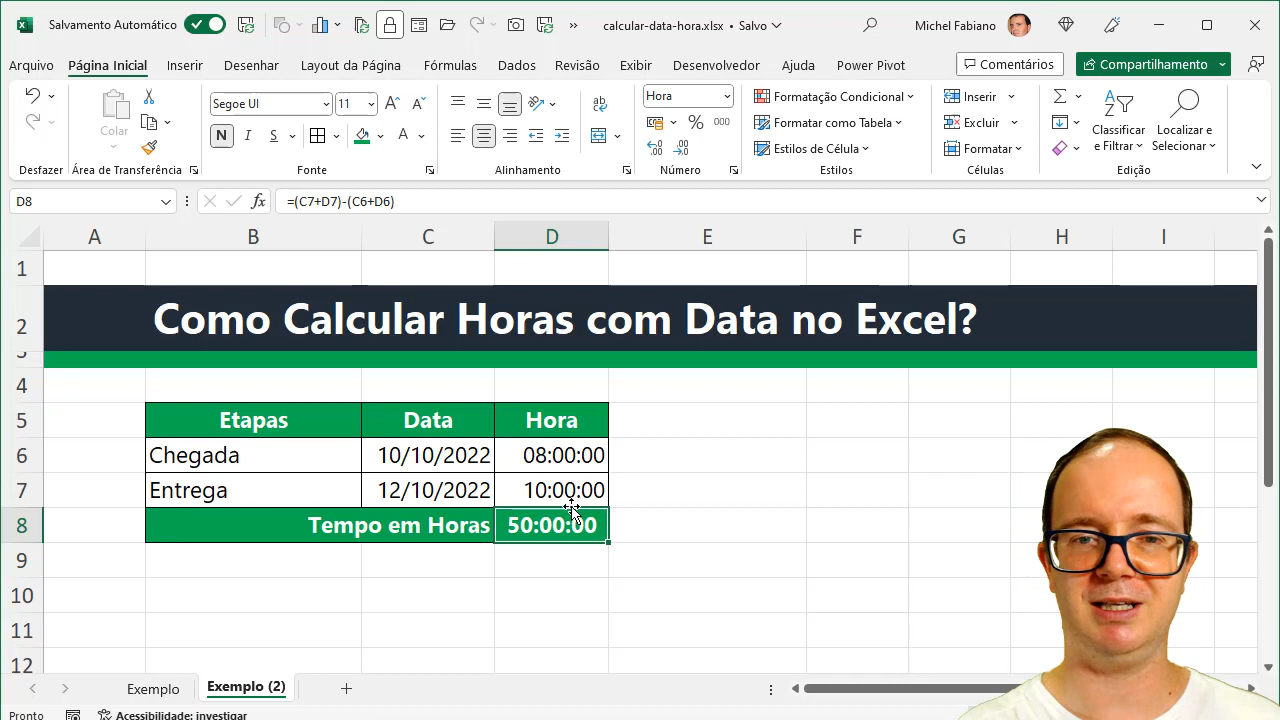 Salvamento Automático
calcular-data-hora.xlsx • Salvo
Michel Fabiano
Arquivo Página Inicial Inserir Desenhar Layout da Página Fórmulas Dados Revisão Exibir Desenvolvedor Ajuda Power Pivot
Comentários
Compartilhamento
Colar
Segoe UI 11
N I S A
Hora
% 000
Formatação Condicional
Formatar como Tabela
Estilos de Célula
Inserir
Excluir
Formatar
Classificar e Filtrar
Localizar e Selecionar
Desfazer Área de Transferência Fonte Alinhamento Número Estilos Células Edição
D8 fx =(C7+D7)-(C6+D6)
A B C D E F G H I
1
2 Como Calcular Horas com Data no Excel?
3
4
5 Etapas Data Hora
6 Chegada 10/10/2022 08:00:00
7 Entrega 12/10/2022 10:00:00
8 Tempo em Horas 50:00:00
9
10
11
12
Exemplo Exemplo (2)
Pronto Acessibilidade: investigar